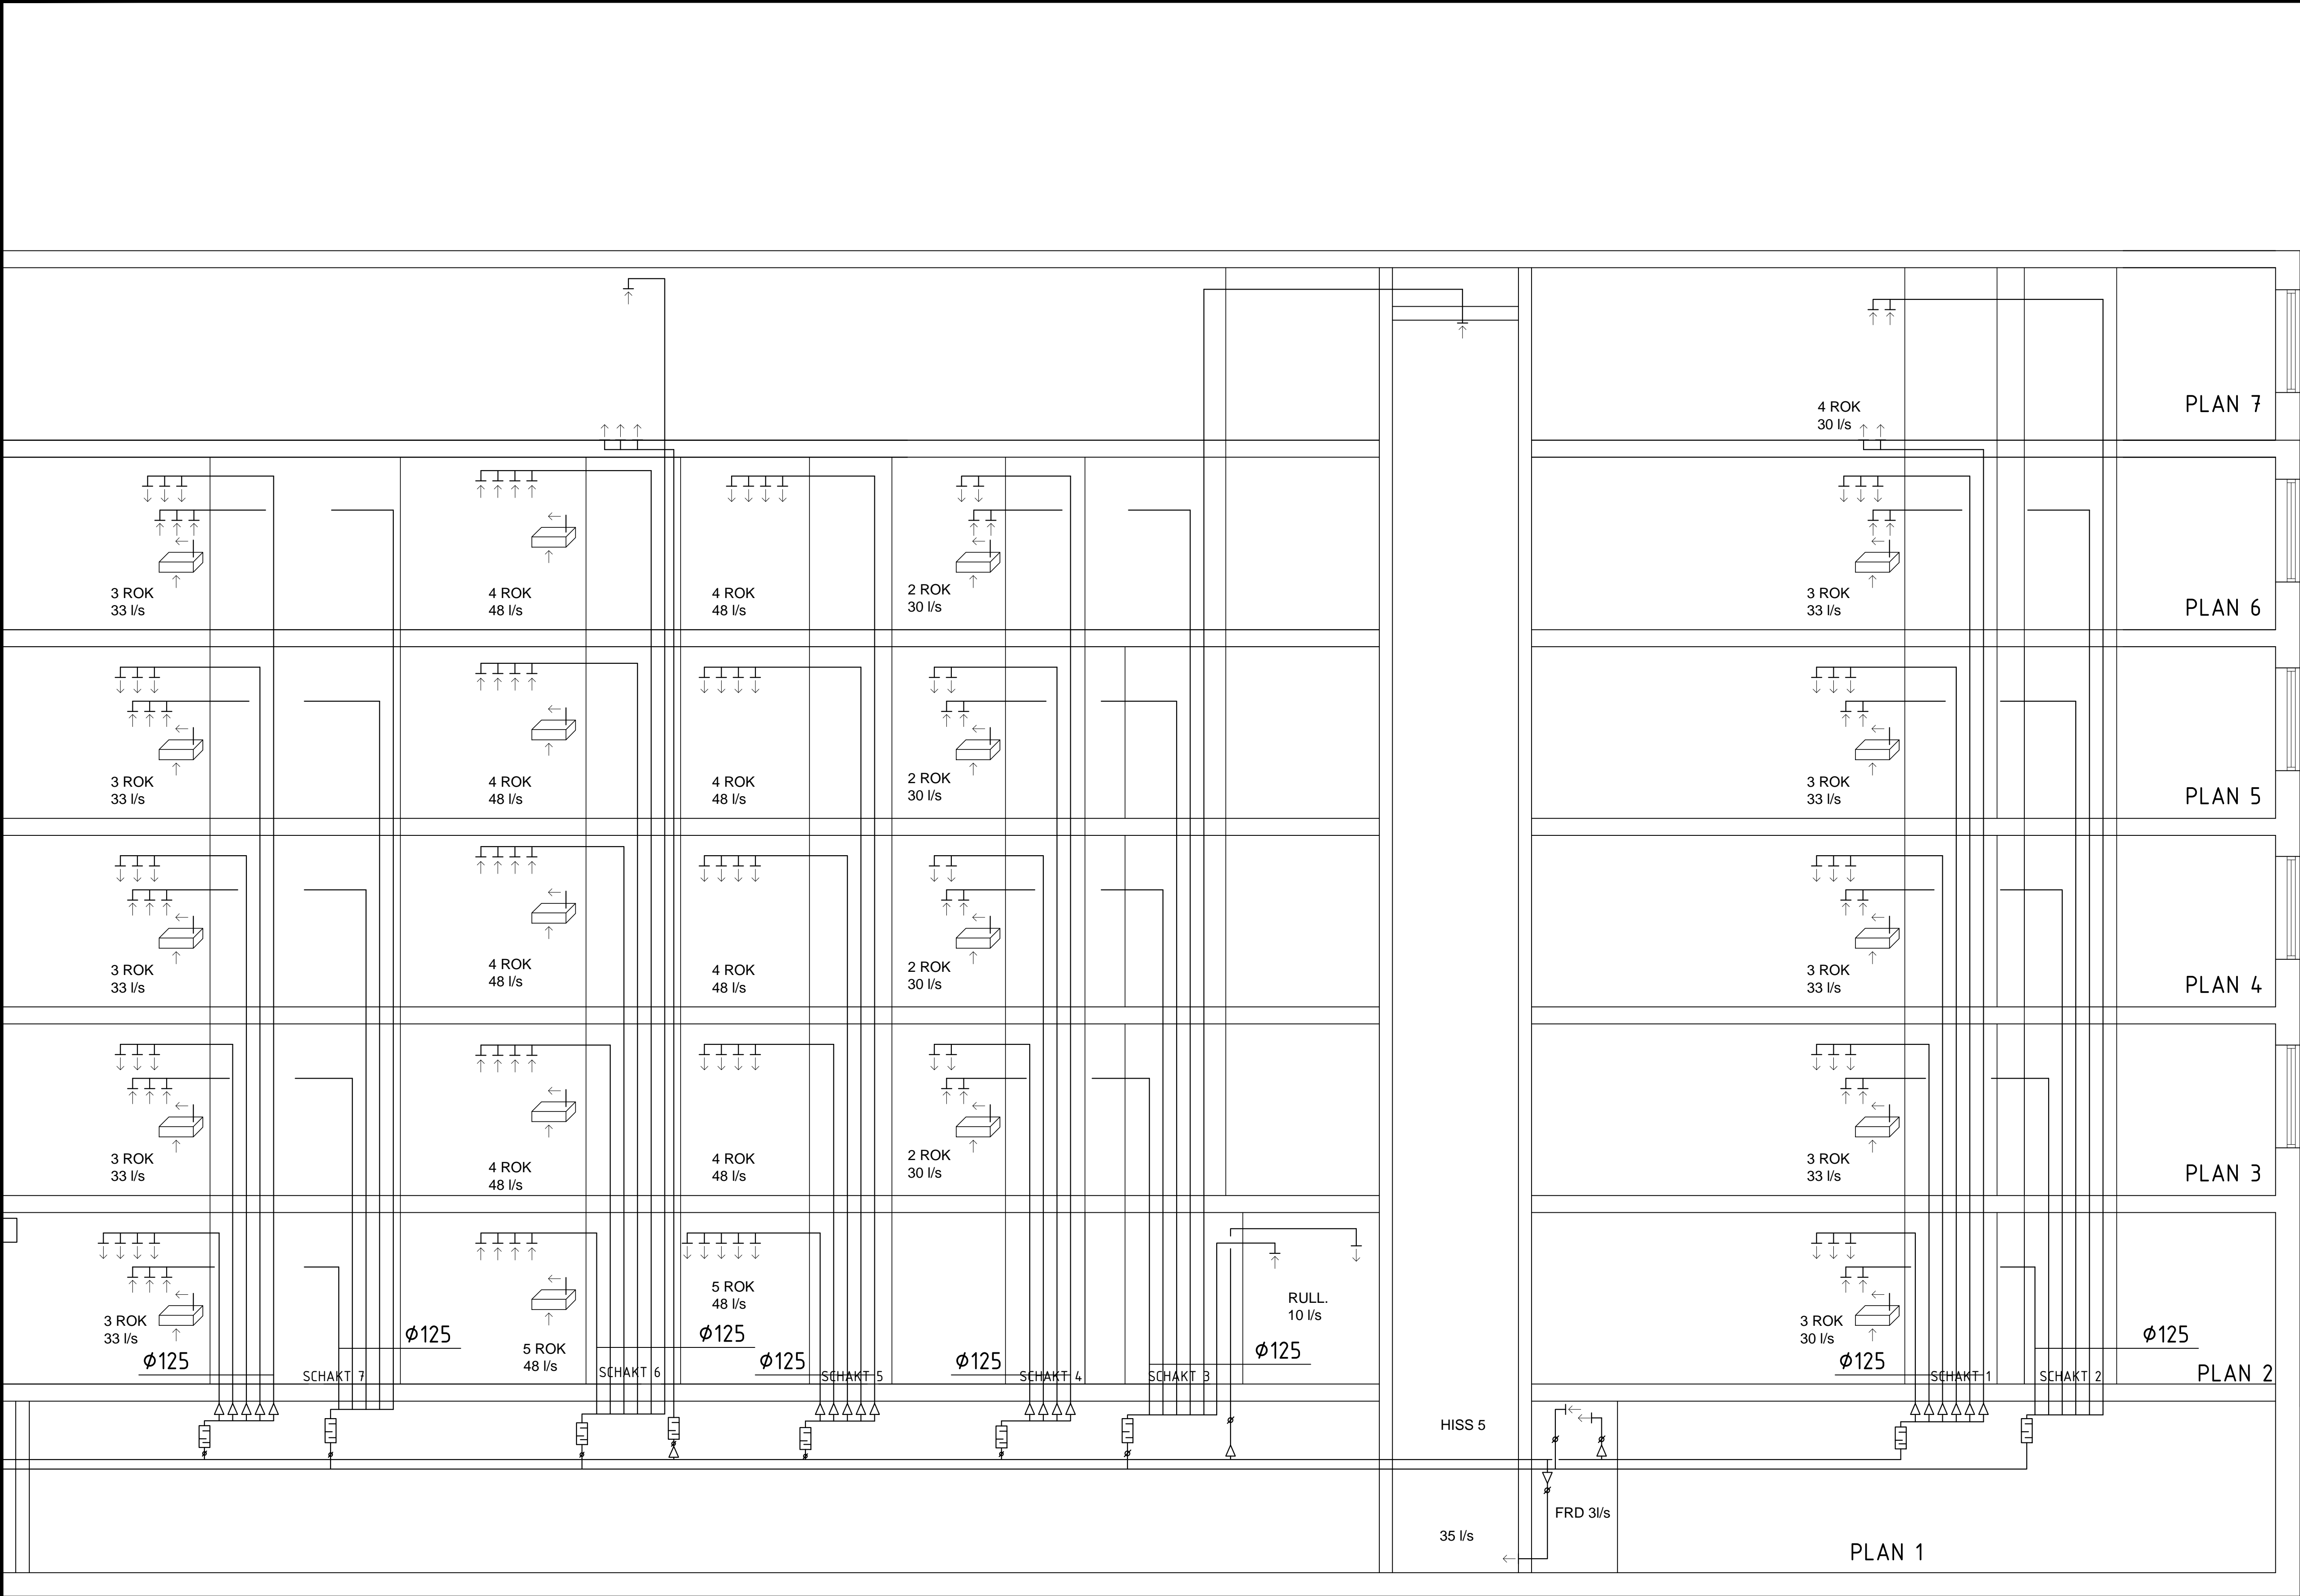 4 ROK
30 l/s
PLAN 7
3 ROK
33 l/s
4 ROK
48 l/s
4 ROK
48 l/s
2 ROK
30 l/s
3 ROK
33 l/s
PLAN 6
3 ROK
33 l/s
4 ROK
48 l/s
4 ROK
48 l/s
2 ROK
30 l/s
3 ROK
33 l/s
PLAN 5
3 ROK
33 l/s
4 ROK
48 l/s
4 ROK
48 l/s
2 ROK
30 l/s
3 ROK
33 l/s
PLAN 4
3 ROK
33 l/s
4 ROK
48 l/s
4 ROK
48 l/s
2 ROK
30 l/s
3 ROK
33 l/s
PLAN 3
3 ROK
33 l/s
5 ROK
48 l/s
5 ROK
48 l/s
RULL.
10 l/s
3 ROK
30 l/s
ϕ125
ϕ125
ϕ125
ϕ125
ϕ125
ϕ125
ϕ125
ϕ125
SCHAKT 7
SCHAKT 6
SCHAKT 5
SCHAKT 4
SCHAKT 3
SCHAKT 1
SCHAKT 2
PLAN 2
HISS 5
35 l/s
FRD 3l/s
PLAN 1